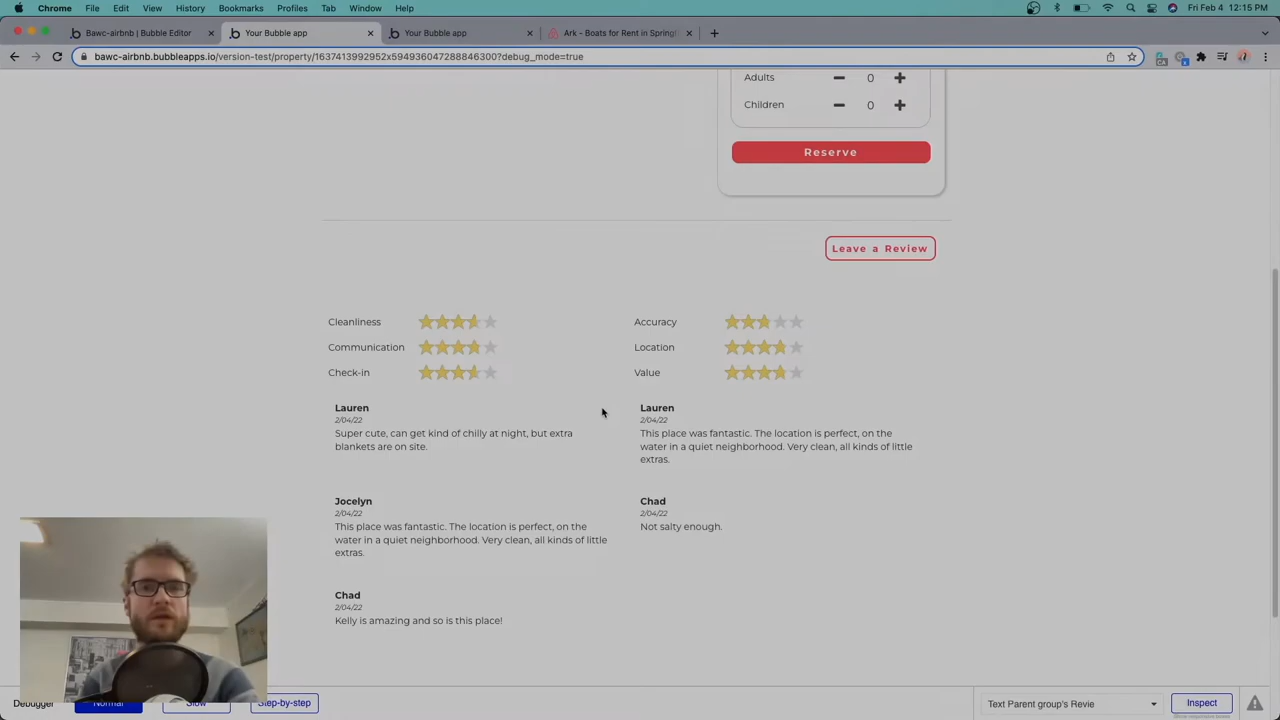 Chrome File Edit View History Bookmarks Profiles Tab Window Help Fri Feb 4 12:15 PM
Bawc-airbnb | Bubble Editor Your Bubble app Your Bubble app Ark - Boats for Rent in Spring
bawc-airbnb.bubbleapps.io/version-test/property/1637413992952x594936047288846300?debug_mode=true
Adults 0
Children 0
Reserve
Leave a Review
Cleanliness Accuracy
Communication Location
Check-in Value
Lauren Lauren
2/04/22 2/04/22
Super cute, can get kind of chilly at night, but extra This place was fantastic. The location is perfect, on the
blankets are on site. water in a quiet neighborhood. Very clean, all kinds of little
extras.
Jocelyn Chad
2/04/22 2/04/22
This place was fantastic. The location is perfect, on the Not salty enough.
water in a quiet neighborhood. Very clean, all kinds of little
extras.
Chad
2/04/22
Kelly is amazing and so is this place!
Debugger Normal Slow Step-by-step Text Parent group's Revie Inspect